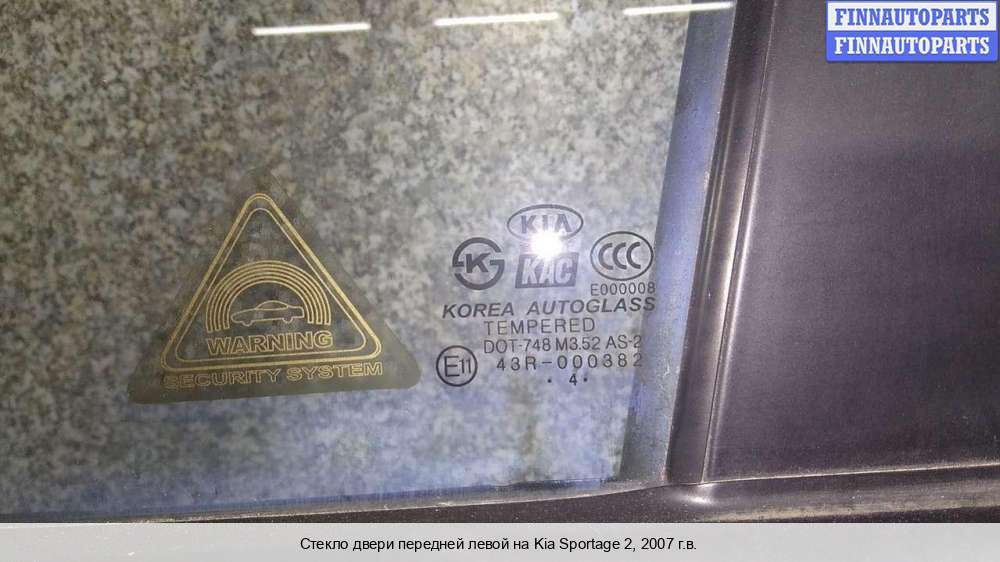 FINNAUTOPARTS
FINNAUTOPARTS
WARNING
SECURITY SYSTEM
KIA
KAC
CCC
E000008
KOREA AUTOGLASS
TEMPERED
DOT-748 M3.52 AS-2
E11
43R-000382
· 4 ·
Стекло двери передней левой на Kia Sportage 2, 2007 г.в.